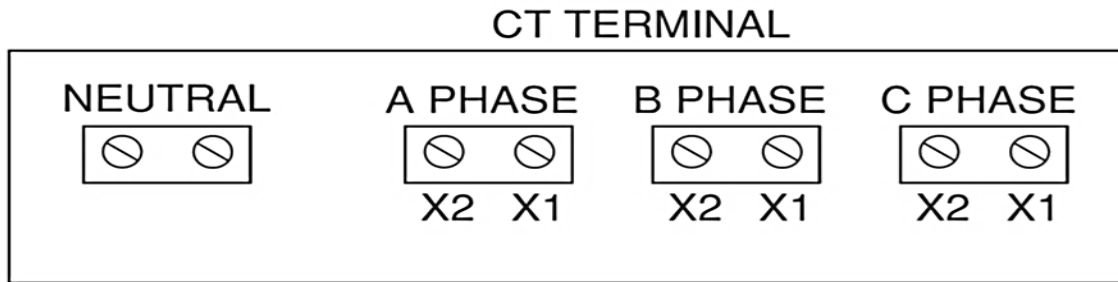 CT TERMINAL
NEUTRAL A PHASE B PHASE C PHASE
X2 X1 X2 X1 X2 X1